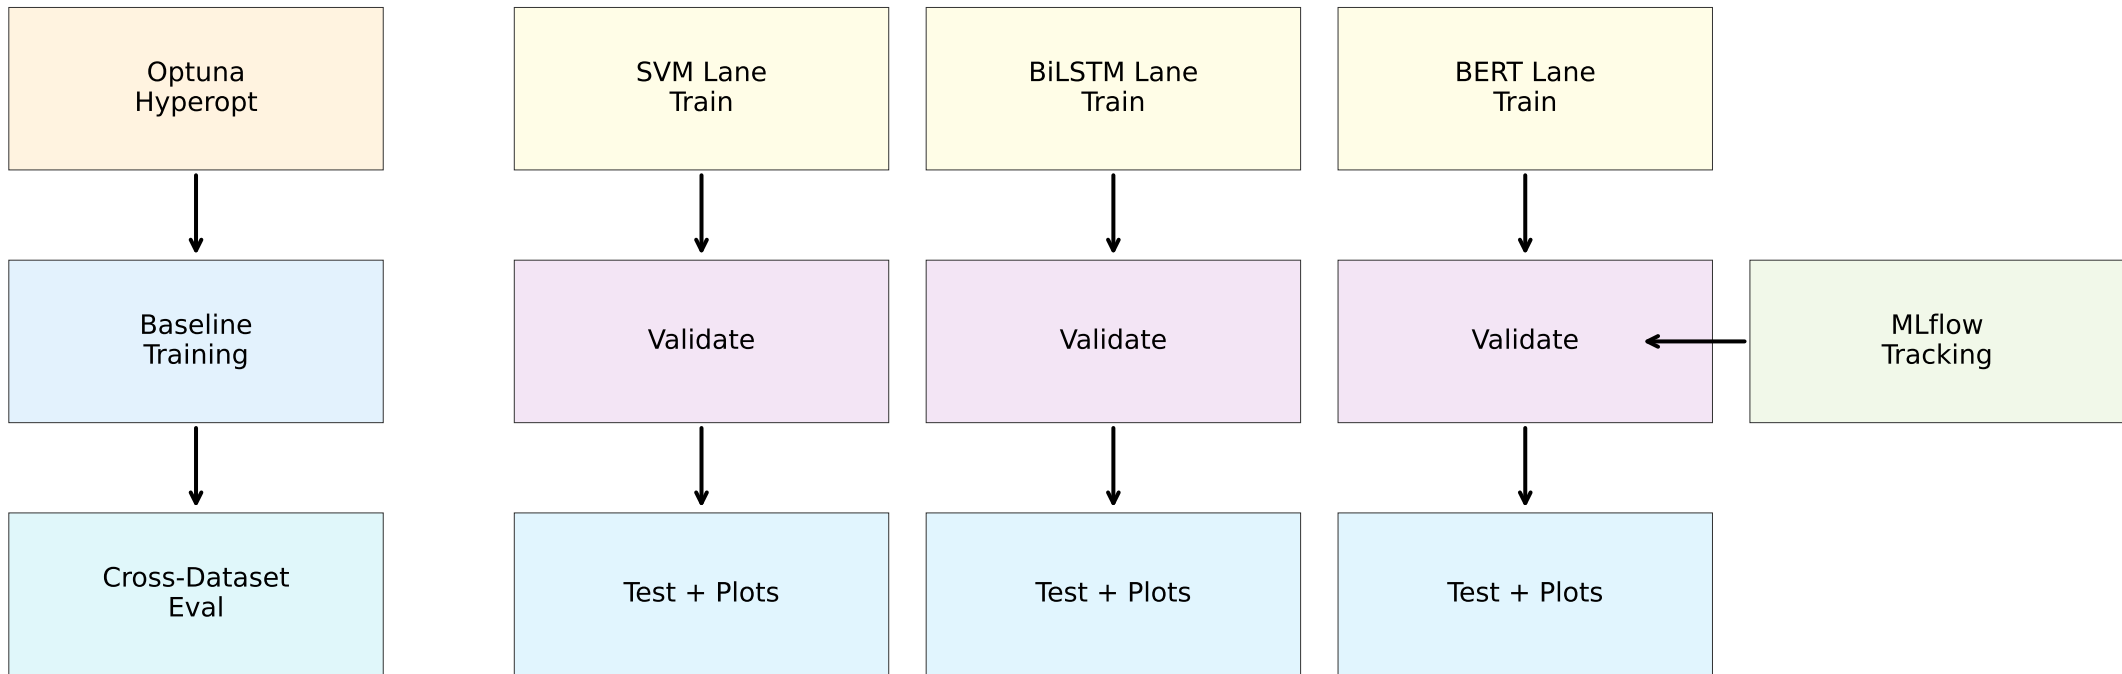 Optuna
Hyperopt
SVM Lane
Train
BiLSTM Lane
Train
BERT Lane
Train
Baseline
Training
Validate
Validate
Validate
MLflow
Tracking
Cross-Dataset
Eval
Test + Plots
Test + Plots
Test + Plots